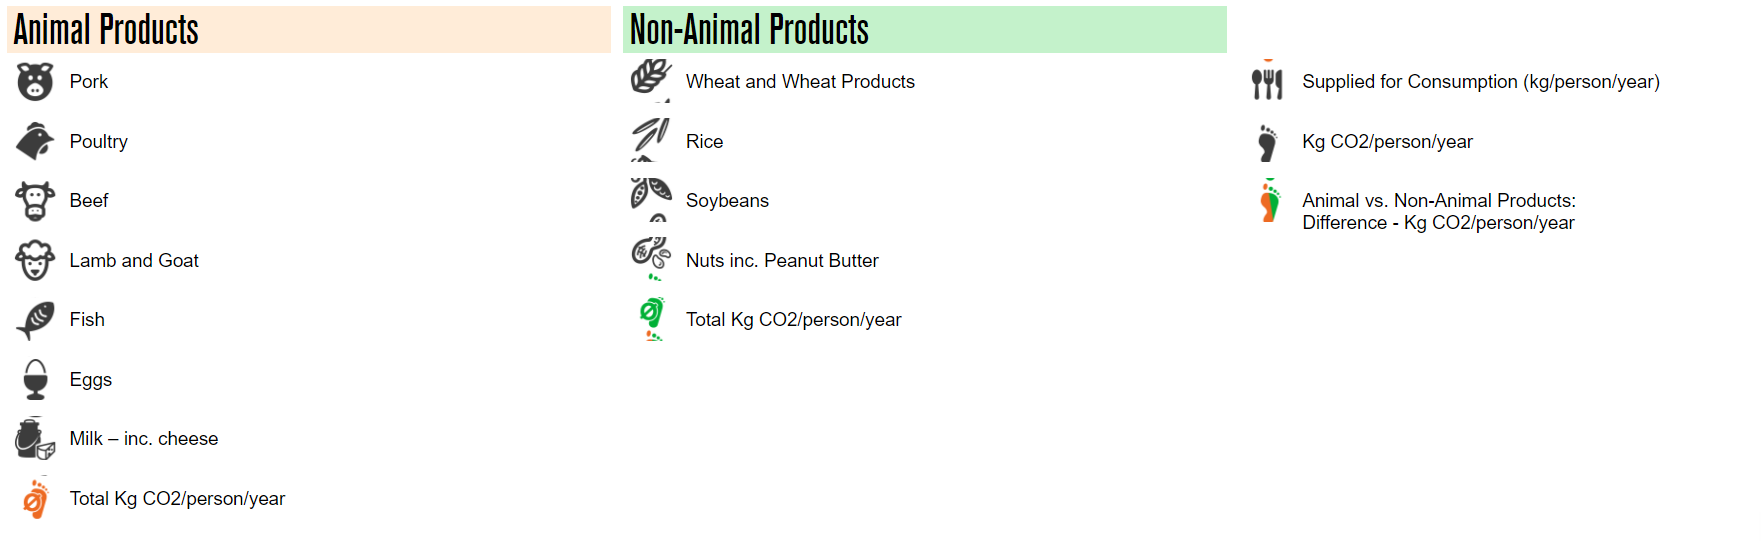 Animal Products
Pork
Poultry
Beef
Lamb and Goat
Fish
Eggs
Milk – inc. cheese
Total Kg CO2/person/year
Non-Animal Products
Wheat and Wheat Products
Rice
Soybeans
Nuts inc. Peanut Butter
Total Kg CO2/person/year
Supplied for Consumption (kg/person/year)
Kg CO2/person/year
Animal vs. Non-Animal Products:
Difference - Kg CO2/person/year